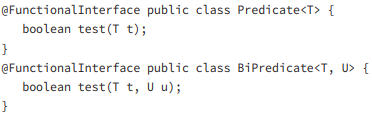 @FunctionalInterface public class Predicate<T> {
   boolean test(T t);
}
@FunctionalInterface public class BiPredicate<T, U> {
   boolean test(T t, U u);
}